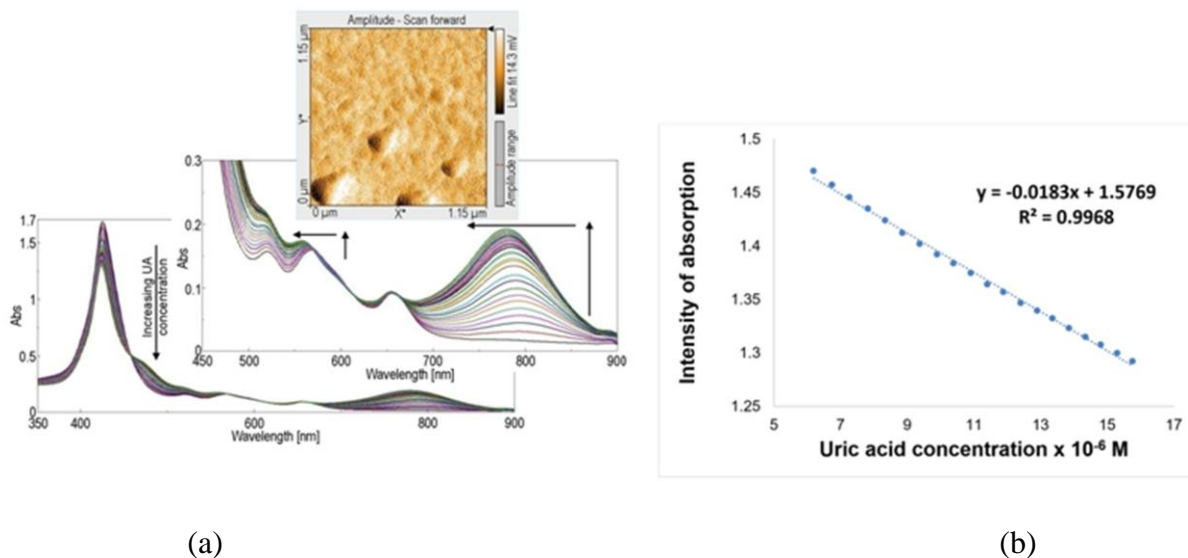 Amplitude - Scan forward
1.15 µm
Y*
0 µm
0 µm
X*
1.15 µm
Line fit 14.3 mV
Amplitude range
0.3
0.2
0.1
0
Abs
450
500
600
700
800
900
Wavelength [nm]
1.7
1.5
1
0.5
0
Abs
Increasing UA
concentration
350
400
600
800
900
Wavelength [nm]
1.5
1.45
1.4
1.35
1.3
1.25
Intensity of absorption
y = -0.0183x + 1.5769
R² = 0.9968
5
7
9
11
13
15
17
Uric acid concentration x 10⁻⁶ M
(a)
(b)